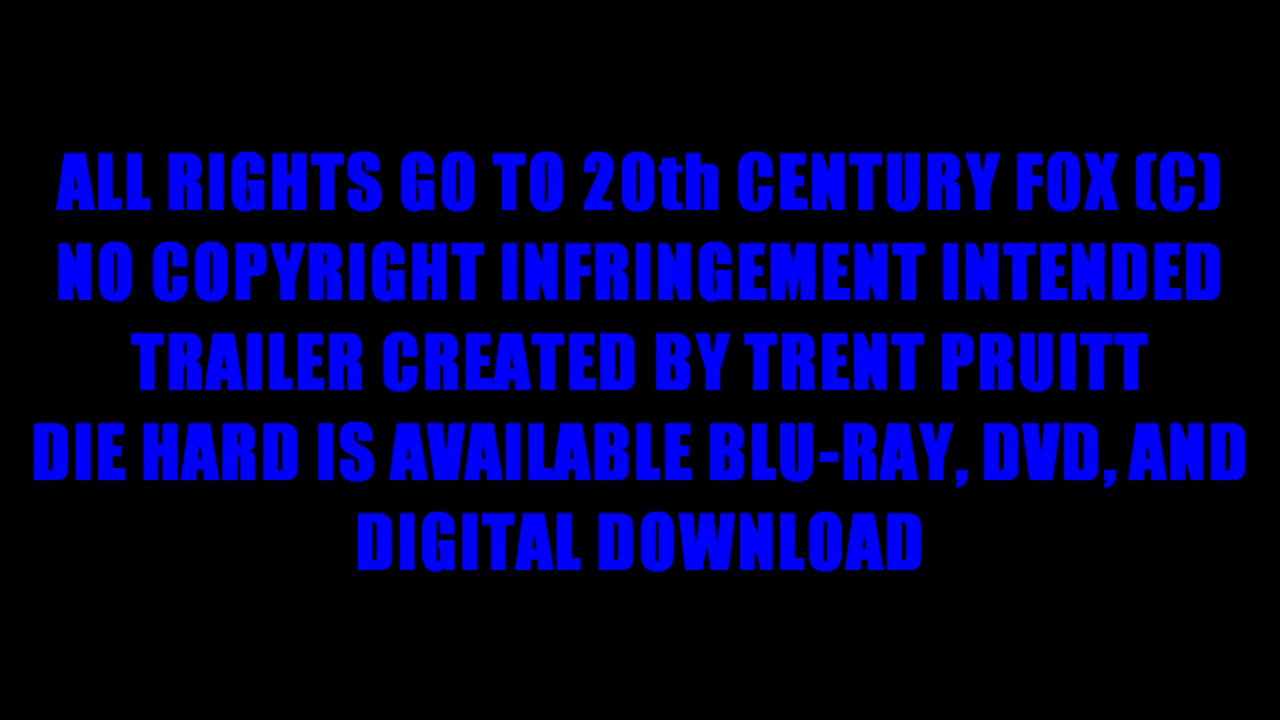 ALL RIGHTS GO TO 20th CENTURY FOX (C)
NO COPYRIGHT INFRINGEMENT INTENDED
TRAILER CREATED BY TRENT PRUITT
DIE HARD IS AVAILABLE BLU-RAY, DVD, AND
DIGITAL DOWNLOAD